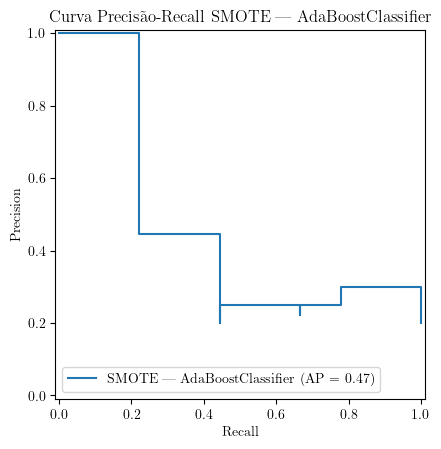 Curva Precisão-Recall SMOTE — AdaBoostClassifier
1.0
0.8
0.6
0.4
0.2
0.0
Precision
SMOTE — AdaBoostClassifier (AP = 0.47)
0.0 0.2 0.4 0.6 0.8 1.0
Recall